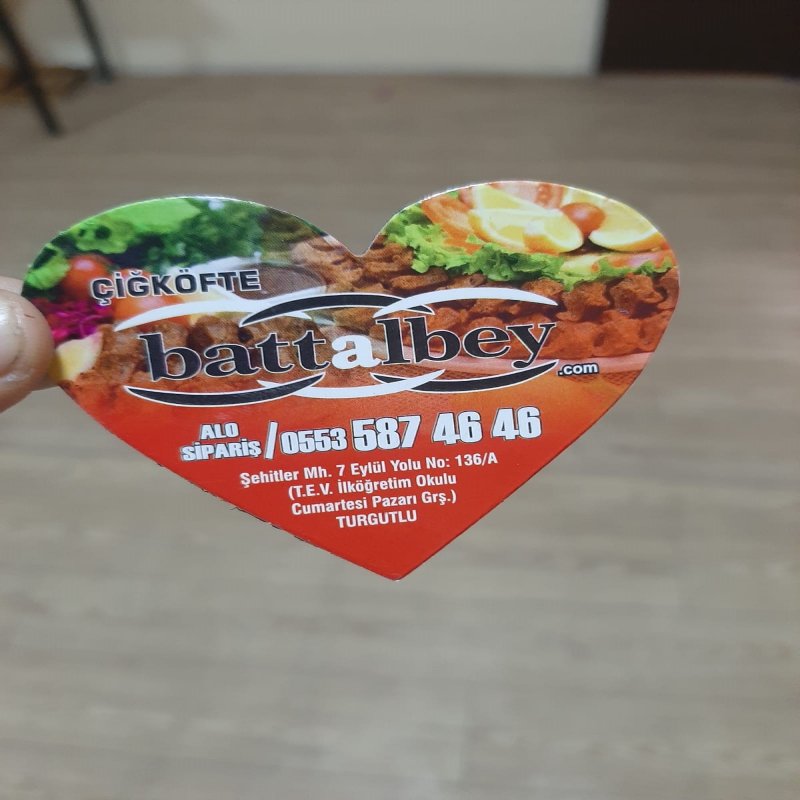 ÇİĞKÖFTE
battalbey
.com
ALO SİPARİŞ / 0553 587 46 46
Şehitler Mh. 7 Eylül Yolu No: 136/A
(T.E.V. İlköğretim Okulu
Cumartesi Pazarı Grş.)
TURGUTLU